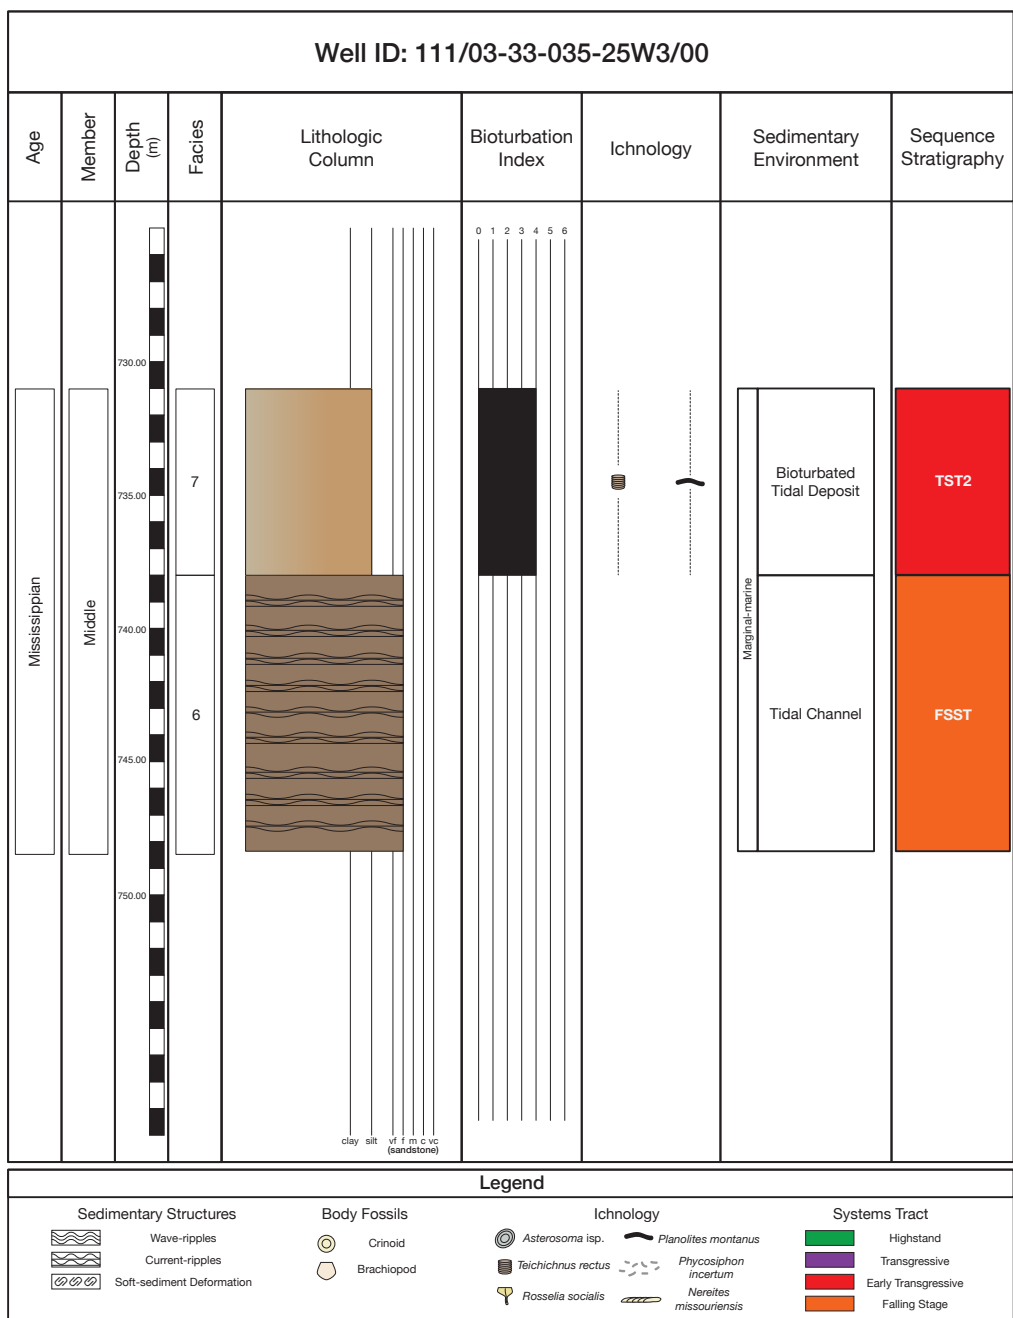 Well ID: 111/03-33-035-25W3/00
Age
Member
Depth
(m)
Facies
Lithologic
Column
Bioturbation
Index
Ichnology
Sedimentary
Environment
Sequence
Stratigraphy
0 1 2 3 4 5 6
730.00
735.00
740.00
745.00
750.00
Mississippian
Middle
7
6
Marginal-marine
Bioturbated
Tidal Deposit
Tidal Channel
TST2
FSST
clay silt vf f m c vc
(sandstone)
Legend
Sedimentary Structures
Wave-ripples
Current-ripples
Soft-sediment Deformation
Body Fossils
Crinoid
Brachiopod
Ichnology
Asterosoma isp.
Teichichnus rectus
Rosselia socialis
Planolites montanus
Phycosiphon
incertum
Nereites
missouriensis
Systems Tract
Highstand
Transgressive
Early Transgressive
Falling Stage